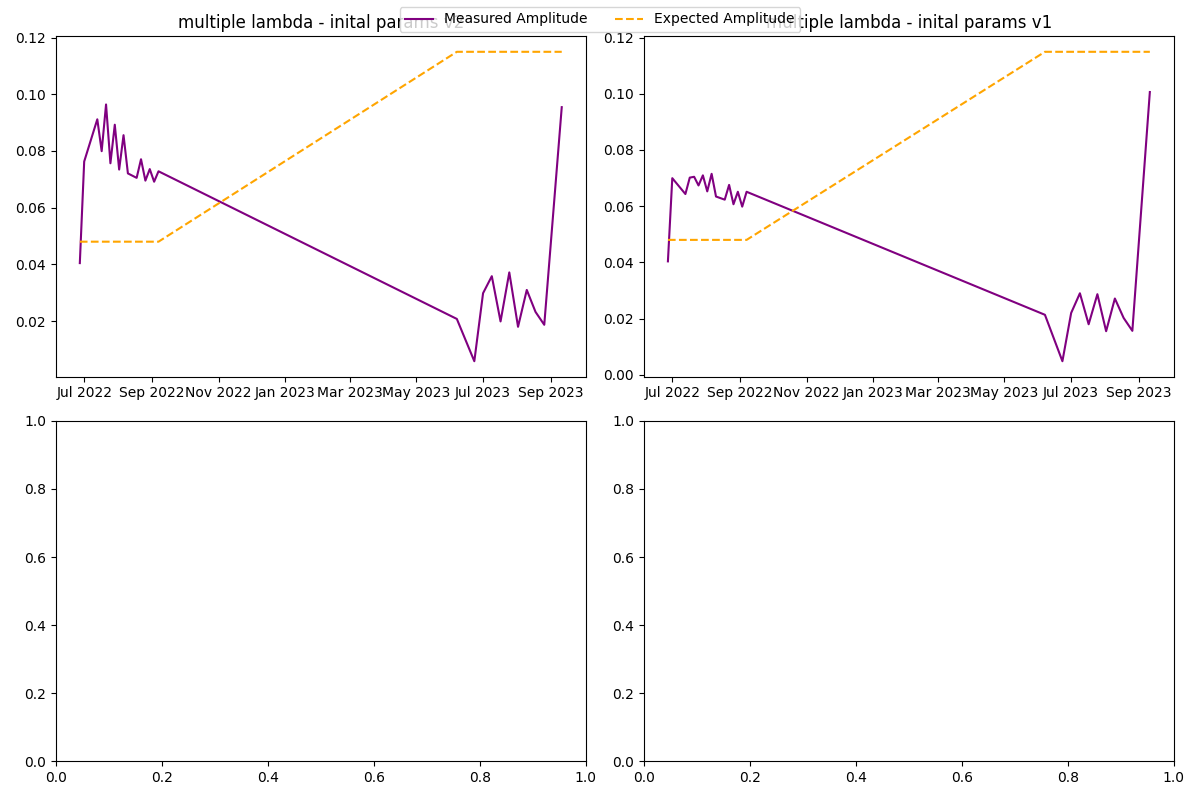 Measured Amplitude
Expected Amplitude
multiple lambda - inital params v2
multiple lambda - inital params v1
0.12
0.10
0.08
0.06
0.04
0.02
Jul 2022
Sep 2022
Nov 2022
Jan 2023
Mar 2023
May 2023
Jul 2023
Sep 2023
0.12
0.10
0.08
0.06
0.04
0.02
0.00
Jul 2022
Sep 2022
Nov 2022
Jan 2023
Mar 2023
May 2023
Jul 2023
Sep 2023
1.0
0.8
0.6
0.4
0.2
0.0
0.0
0.2
0.4
0.6
0.8
1.0
1.0
0.8
0.6
0.4
0.2
0.0
0.0
0.2
0.4
0.6
0.8
1.0